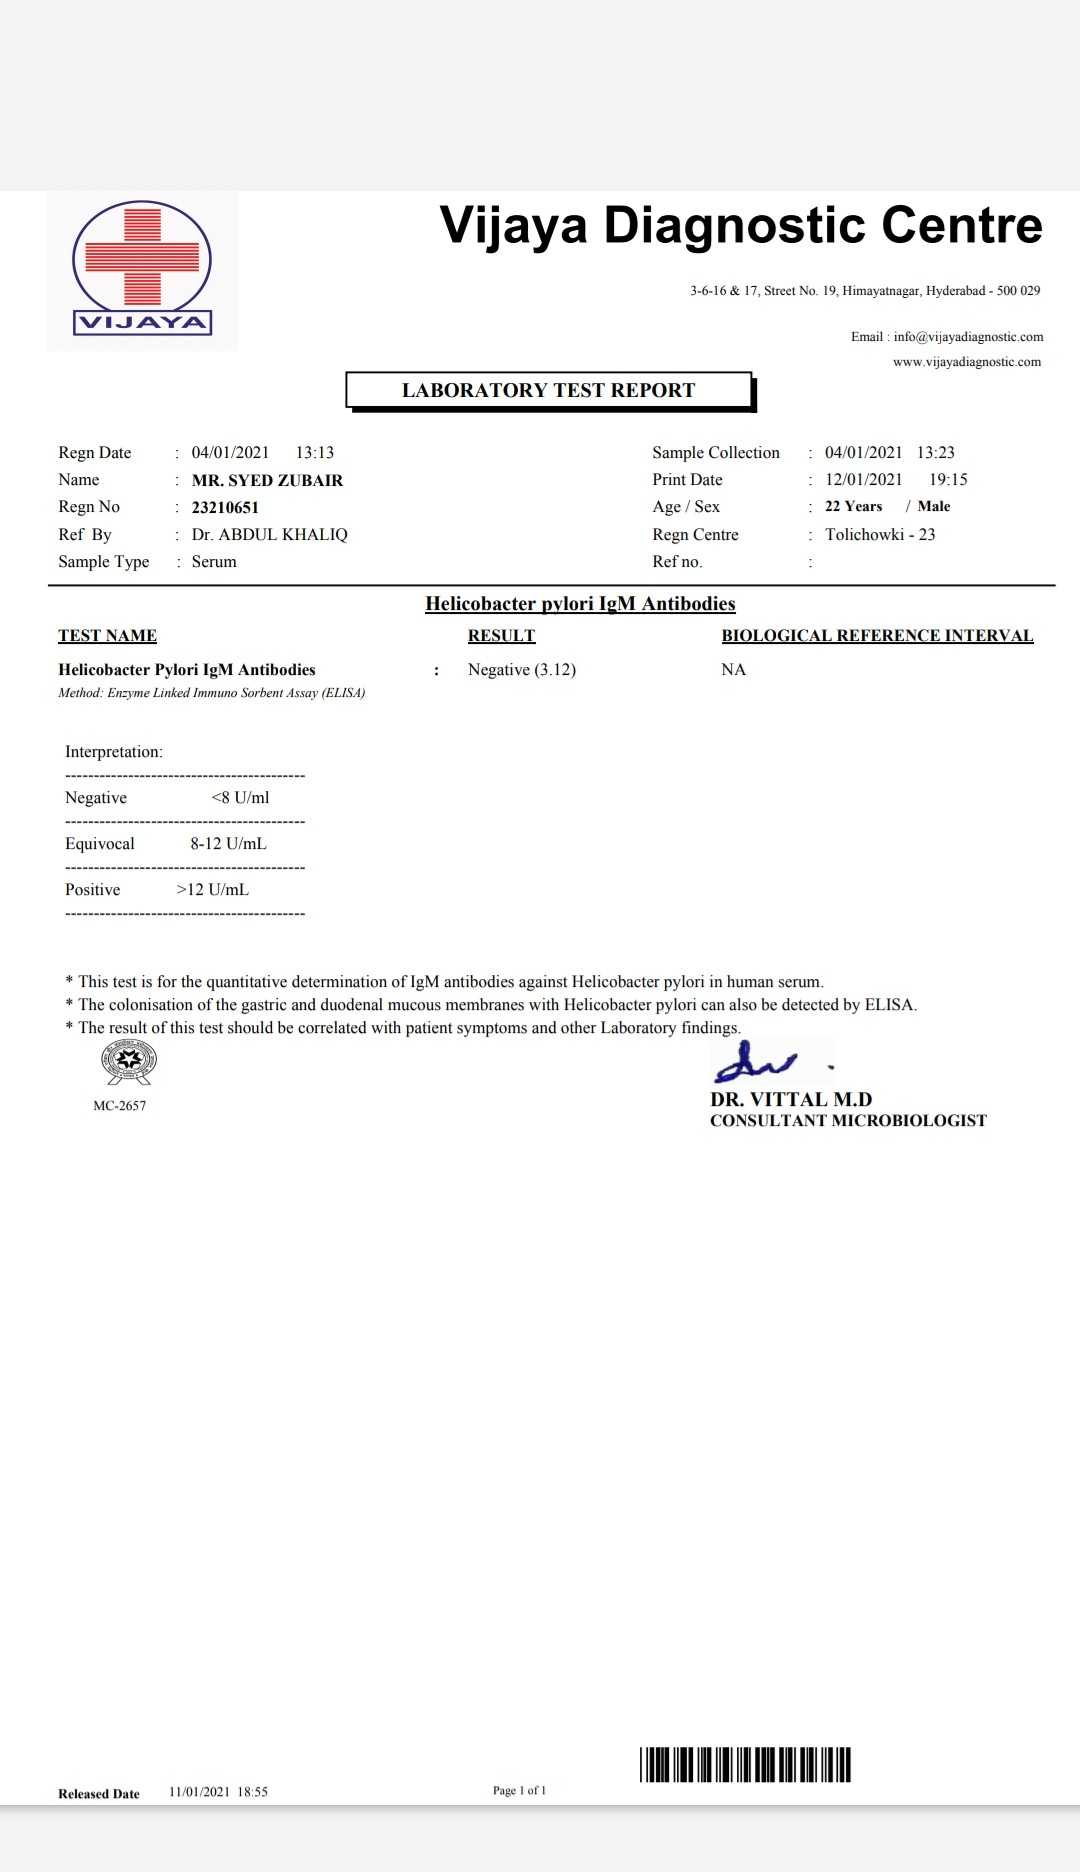 VIJAYA
Vijaya Diagnostic Centre
3-6-16 & 17, Street No. 19, Himayatnagar, Hyderabad - 500 029
Email : info@vijayadiagnostic.com
www.vijayadiagnostic.com
LABORATORY TEST REPORT
Regn Date : 04/01/2021 13:13 Sample Collection : 04/01/2021 13:23
Name : MR. SYED ZUBAIR Print Date : 12/01/2021 19:15
Regn No : 23210651 Age / Sex : 22 Years / Male
Ref By : Dr. ABDUL KHALIQ Regn Centre : Tolichowki - 23
Sample Type : Serum Ref no. :
Helicobacter pylori IgM Antibodies
TEST NAME RESULT BIOLOGICAL REFERENCE INTERVAL
Helicobacter Pylori IgM Antibodies : Negative (3.12) NA
Method: Enzyme Linked Immuno Sorbent Assay (ELISA)
Interpretation:
------------------------------------------
Negative <8 U/ml
------------------------------------------
Equivocal 8-12 U/mL
------------------------------------------
Positive >12 U/mL
------------------------------------------
* This test is for the quantitative determination of IgM antibodies against Helicobacter pylori in human serum.
* The colonisation of the gastric and duodenal mucous membranes with Helicobacter pylori can also be detected by ELISA.
* The result of this test should be correlated with patient symptoms and other Laboratory findings.
MC-2657
DR. VITTAL M.D
CONSULTANT MICROBIOLOGIST
Released Date 11/01/2021 18:55 Page 1 of 1